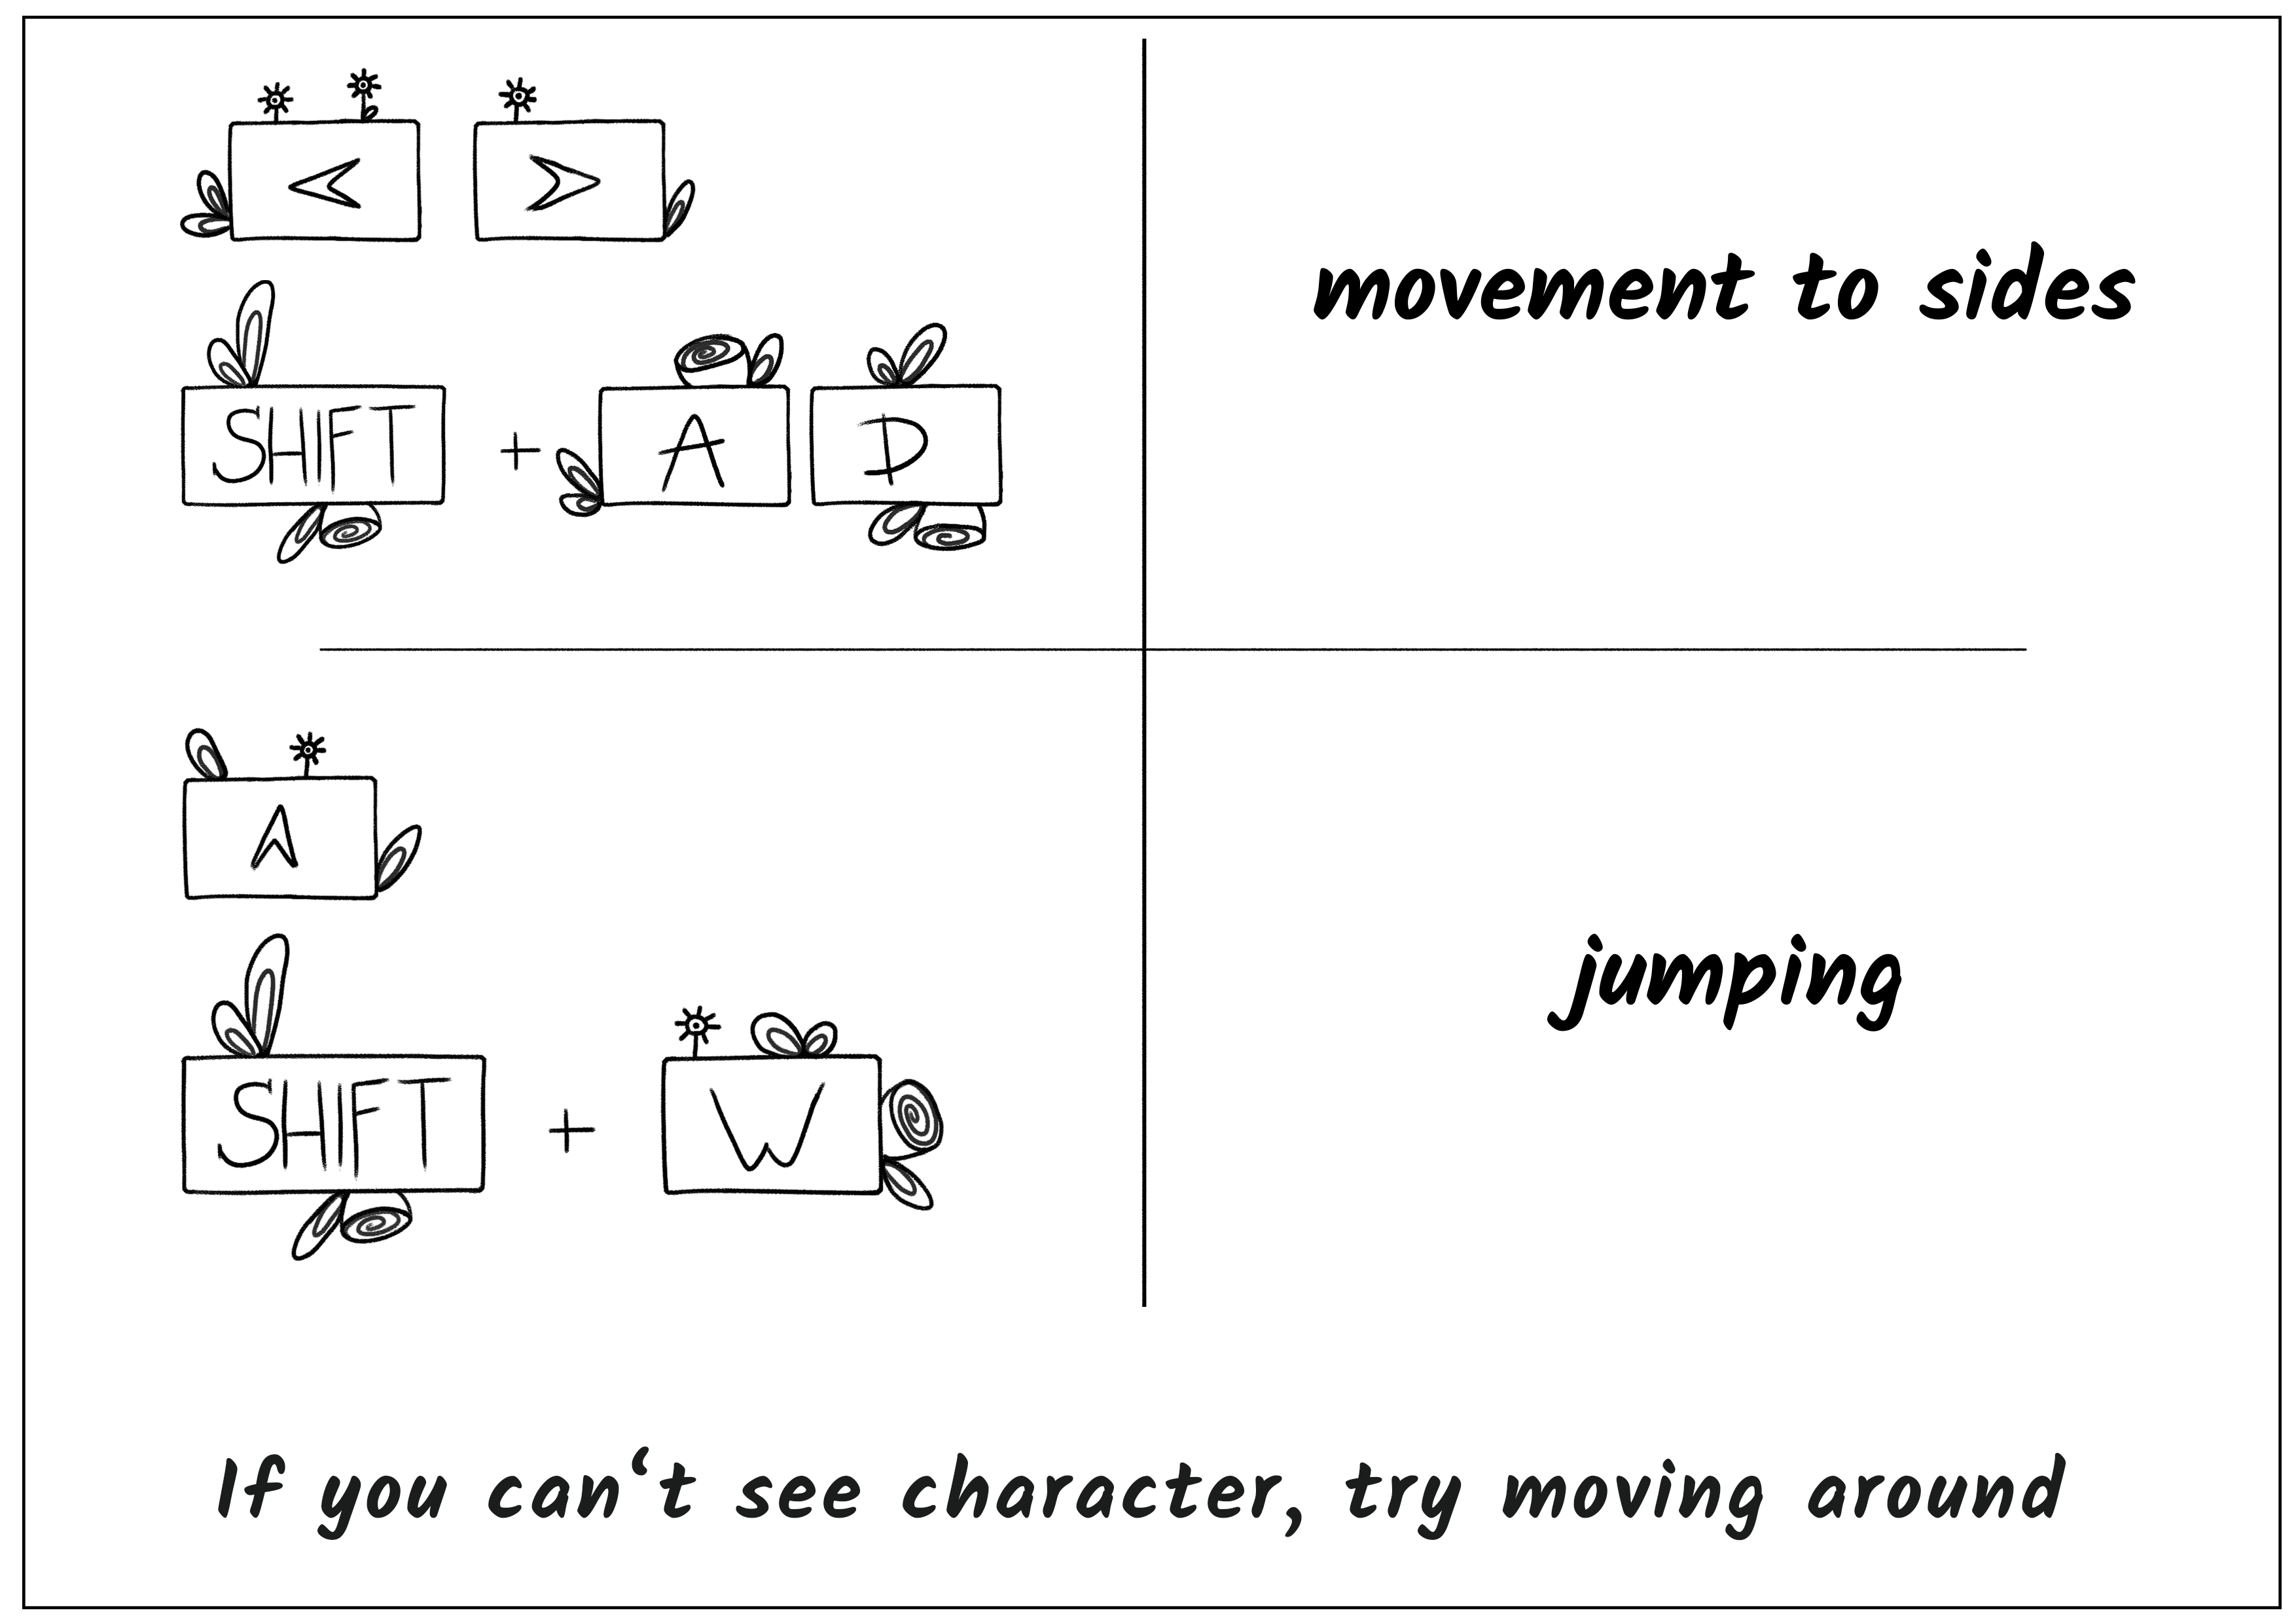 < >
movement to sides
SHIFT + A D
jumping
SHIFT + W
If you can‘t see character, try moving around